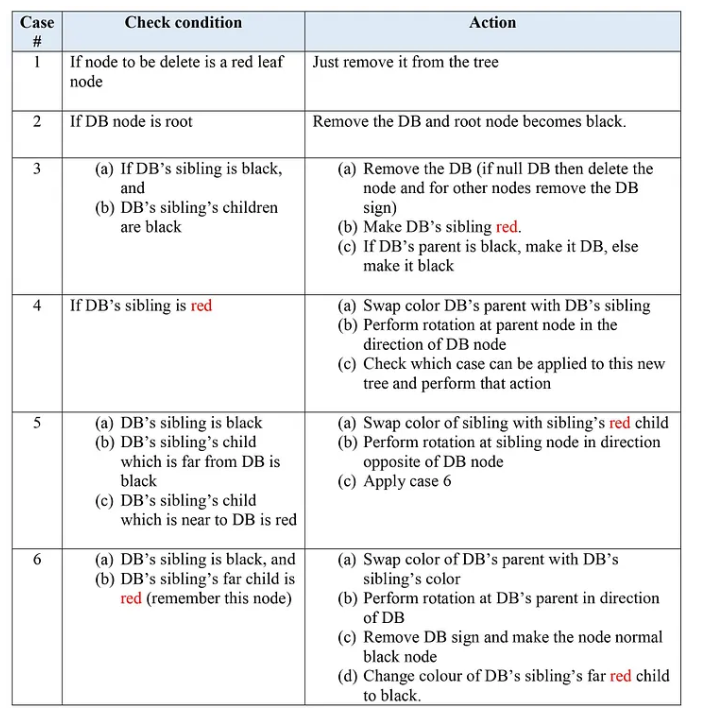 Case # Check condition Action
1 If node to be delete is a red leaf Just remove it from the tree
node
2 If DB node is root Remove the DB and root node becomes black.
3 (a) If DB's sibling is black,
and
(b) DB's sibling's children
are black
(a) Remove the DB (if null DB then delete the
node and for other nodes remove the DB
sign)
(b) Make DB's sibling red.
(c) If DB's parent is black, make it DB, else
make it black
4 If DB's sibling is red
(a) Swap color DB's parent with DB's sibling
(b) Perform rotation at parent node in the
direction of DB node
(c) Check which case can be applied to this new
tree and perform that action
5 (a) DB's sibling is black
(b) DB's sibling's child
which is far from DB is
black
(c) DB's sibling's child
which is near to DB is red
(a) Swap color of sibling with sibling's red child
(b) Perform rotation at sibling node in direction
opposite of DB node
(c) Apply case 6
6 (a) DB's sibling is black, and
(b) DB's sibling's far child is
red (remember this node)
(a) Swap color of DB's parent with DB's
sibling's color
(b) Perform rotation at DB's parent in direction
of DB
(c) Remove DB sign and make the node normal
black node
(d) Change colour of DB's sibling's far red child
to black.